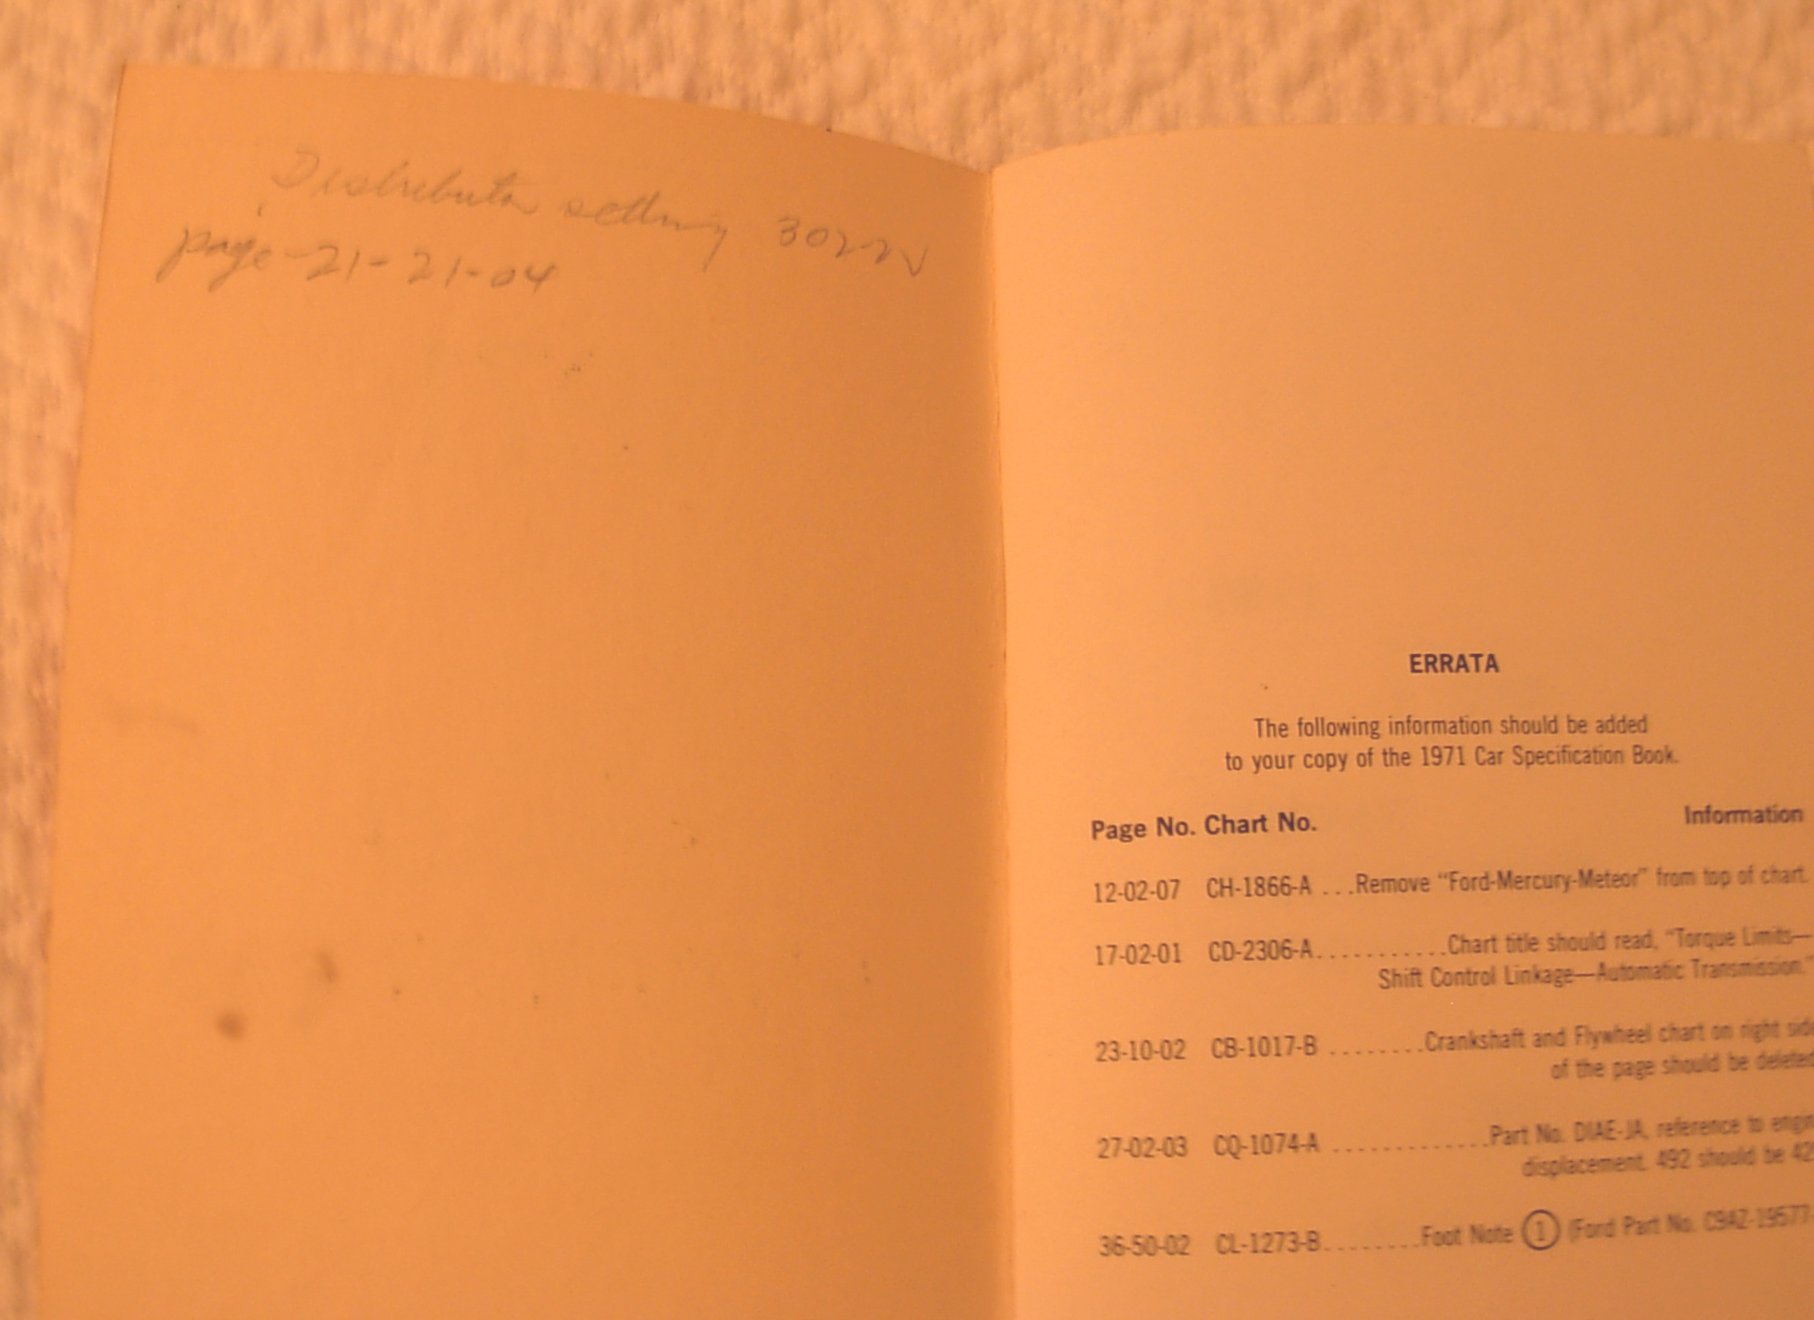 Distributor setting 302-2V
page-21-21-04
ERRATA
The following information should be added
to your copy of the 1971 Car Specification Book.
Page No. Chart No. Information
12-02-07 CH-1866-A ...Remove “Ford-Mercury-Meteor” from top of chart.
17-02-01 CD-2306-A...........Chart title should read, “Torque Limits—
Shift Control Linkage—Automatic Transmission.”
23-10-02 CB-1017-B ........Crankshaft and Flywheel chart on right sid
of the page should be deleted
27-02-03 CQ-1074-A .............Part No. DIAE-JA, reference to engin
displacement. 492 should be 42
36-50-02 CL-1273-B........Foot Note ① (Ford Part No. C9AZ-19577-